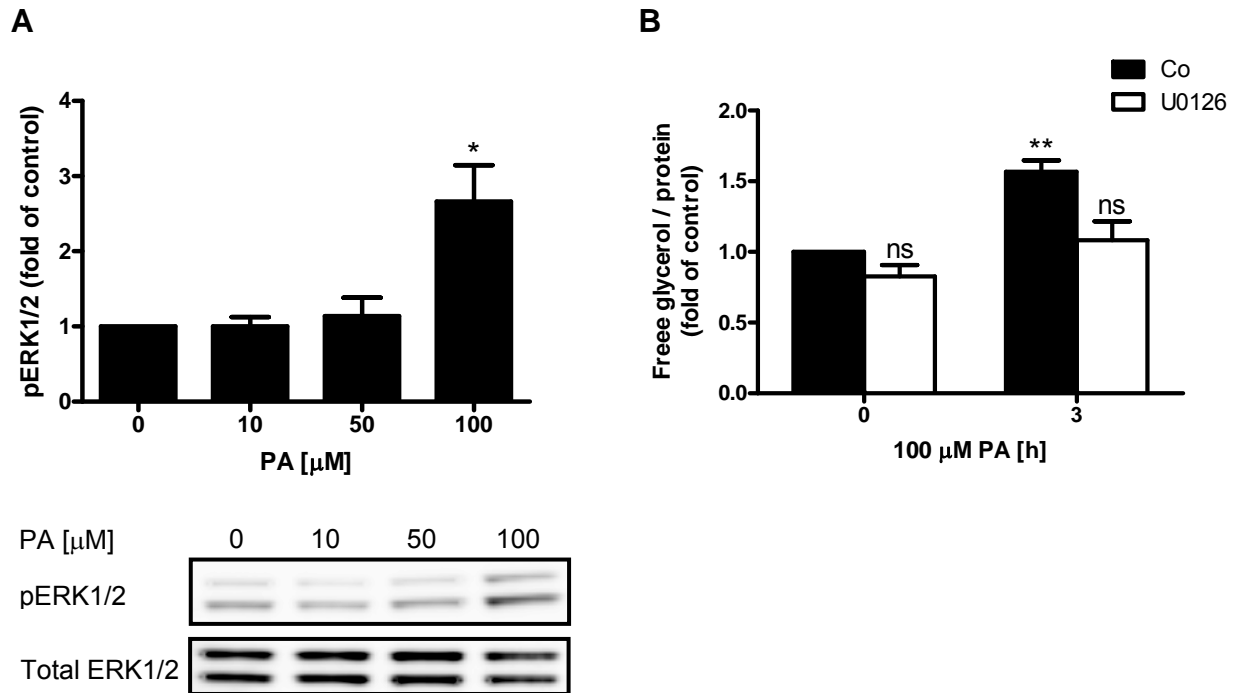 A
pERK1/2 (fold of control)
4
3
2
1
0
*
0 10 50 100
PA [μM]
PA [μM] 0 10 50 100
pERK1/2
Total ERK1/2
B
Co
U0126
Freee glycerol / protein
(fold of control)
2.0
1.5
1.0
0.5
0.0
ns
**
ns
0 3
100 μM PA [h]